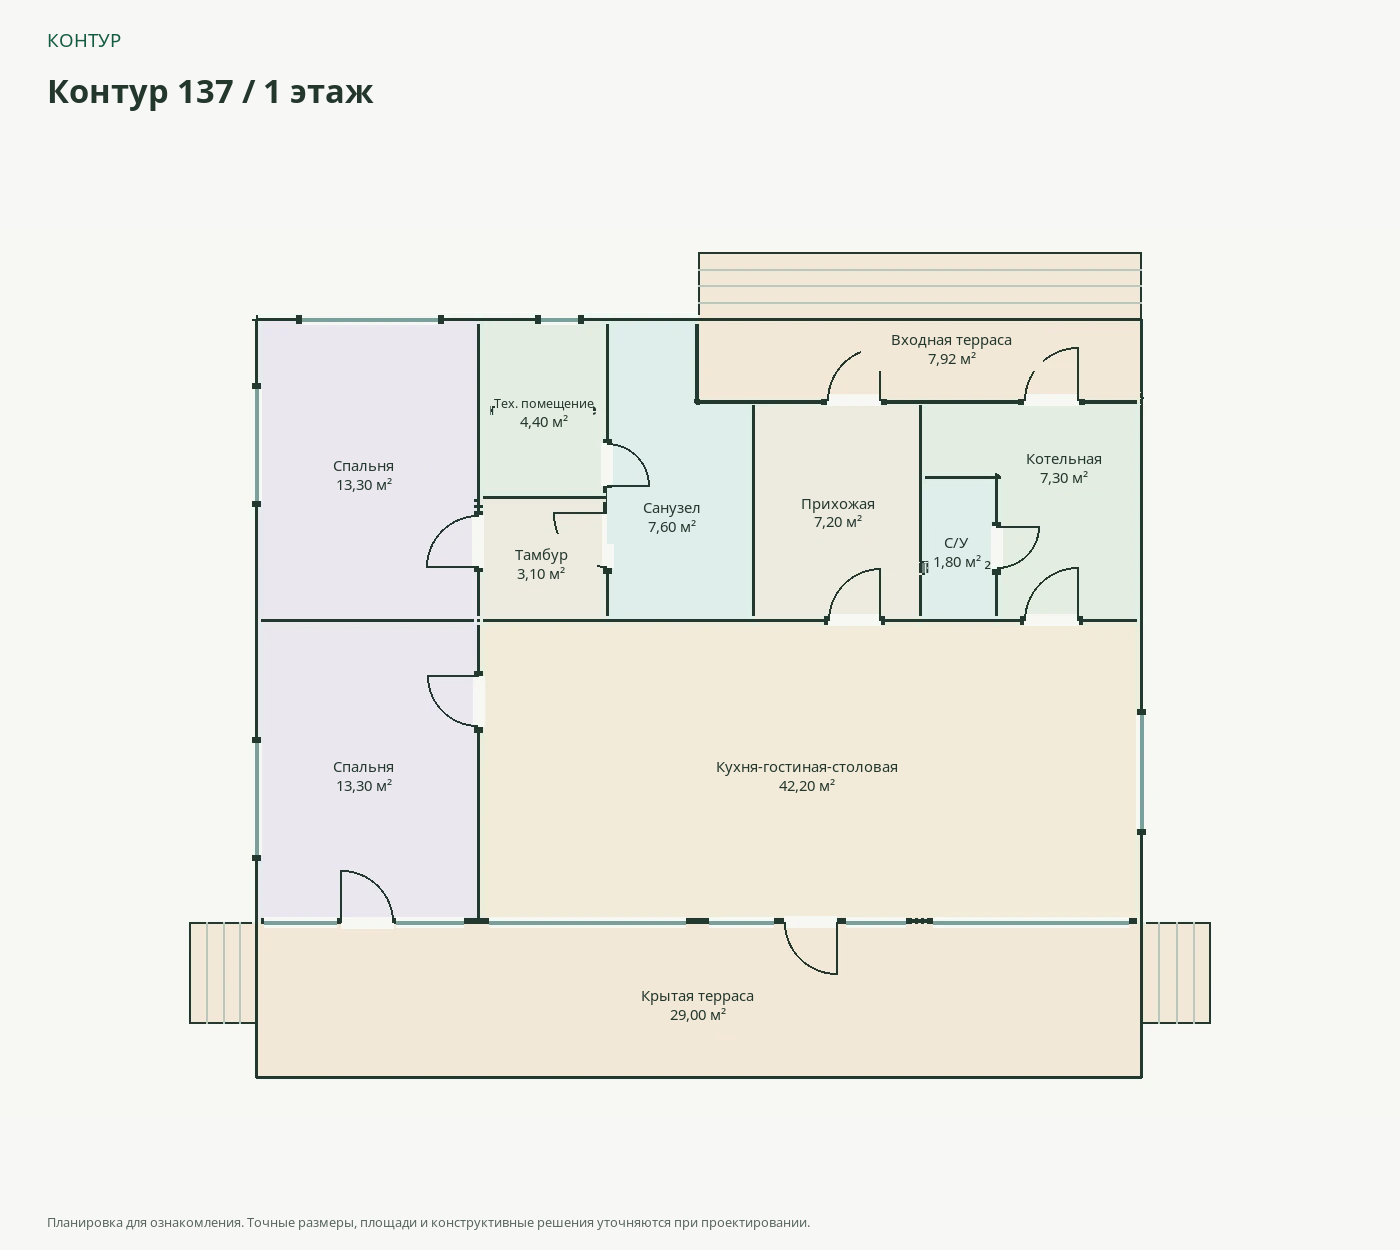 КОНТУР
Контур 137 / 1 этаж
Входная терраса
7,92 м²
Тех. помещение
4,40 м²
Спальня
13,30 м²
Котельная
7,30 м²
Санузел
7,60 м²
Прихожая
7,20 м²
Тамбур
3,10 м²
С/У
1,80 м² 2
Спальня
13,30 м²
Кухня-гостиная-столовая
42,20 м²
Крытая терраса
29,00 м²
Планировка для ознакомления. Точные размеры, площади и конструктивные решения уточняются при проектировании.